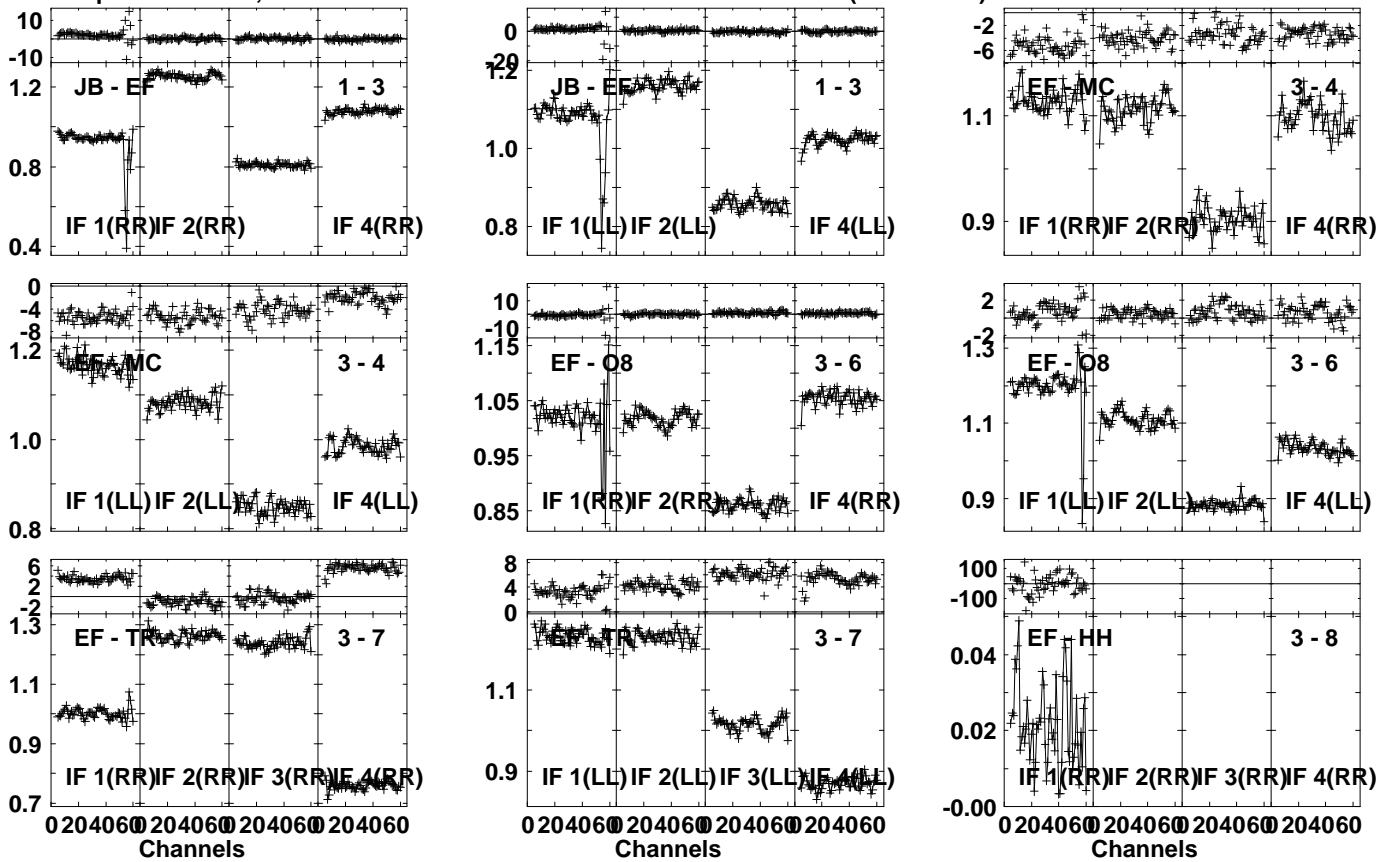 10
-10
1.2
0.8
0.4
JB - EF
1 - 3
IF 1(RR) IF 2(RR) IF 4(RR)
0
-20
1.2
1.0
0.8
JB - EF
1 - 3
IF 1(LL) IF 2(LL) IF 4(LL)
-2
-6
1.1
0.9
EF - MC
3 - 4
IF 1(RR) IF 2(RR) IF 4(RR)
0
-4
-8
1.2
1.0
0.8
EF - MC
3 - 4
IF 1(LL) IF 2(LL) IF 4(LL)
10
-10
1.15
1.05
0.95
0.85
EF - O8
3 - 6
IF 1(RR) IF 2(RR) IF 4(RR)
2
-2
1.3
1.1
0.9
EF - O8
3 - 6
IF 1(LL) IF 2(LL) IF 4(LL)
6
2
-2
1.3
1.1
0.9
0.7
EF - TR
3 - 7
IF 1(RR) IF 2(RR) IF 3(RR) IF 4(RR)
0 20 40 60 0 20 40 60 0 20 40 60 0 20 40 60
Channels
8
4
0
1.1
0.9
EF - TR
3 - 7
IF 1(LL) IF 2(LL) IF 3(LL) IF 4(LL)
0 20 40 60 0 20 40 60 0 20 40 60 0 20 40 60
Channels
100
-100
0.04
0.02
-0.00
EF - HH
3 - 8
IF 1(RR) IF 2(RR) IF 3(RR) IF 4(RR)
0 20 40 60 0 20 40 60 0 20 40 60 0 20 40 60
Channels